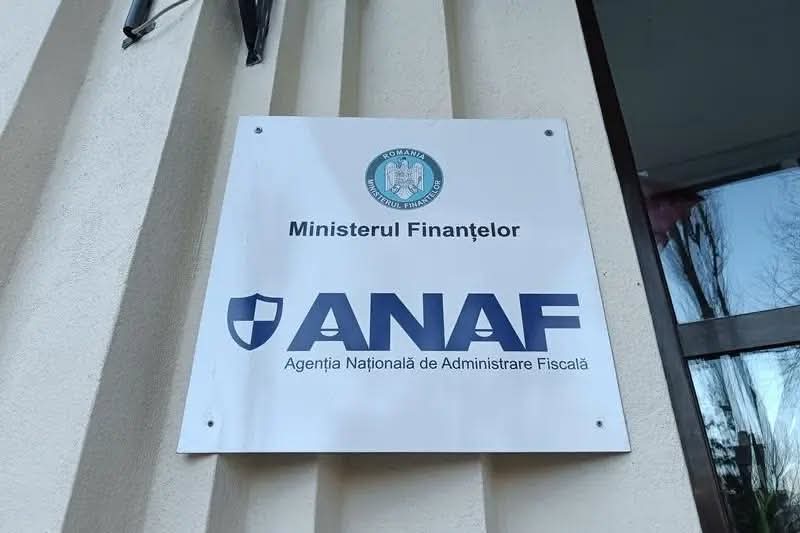 ROMANIA
MINISTERUL FINANȚELOR
Ministerul Finanțelor
ANAF
Agenția Națională de Administrare Fiscală